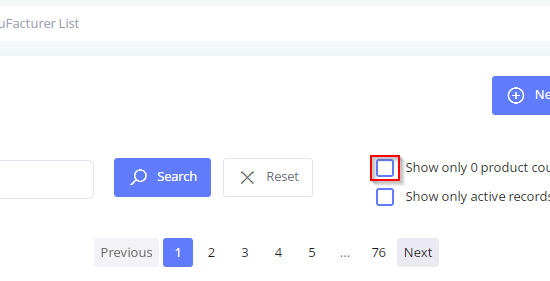 uFacturer List
Ne
Search
Reset
Show only 0 product cou
Show only active records
Previous 1 2 3 4 5 ... 76 Next